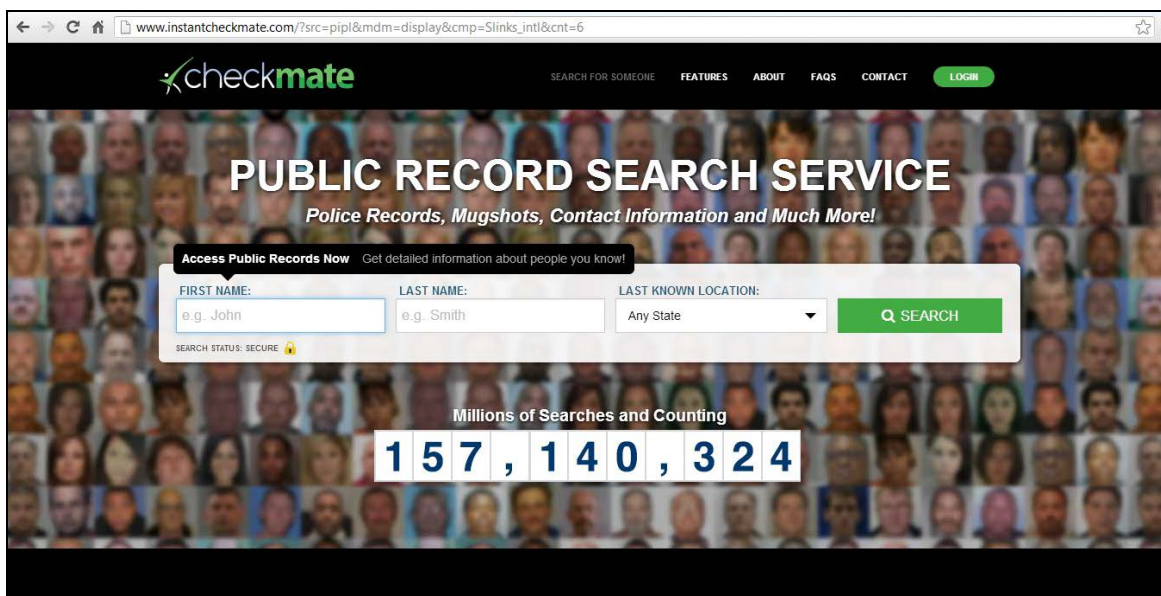 www.instantcheckmate.com/?src=pipl&mdm=display&cmp=Slinks_intl&cnt=6
checkmate
SEARCH FOR SOMEONE FEATURES ABOUT FAQS CONTACT LOGIN
PUBLIC RECORD SEARCH SERVICE
Police Records, Mugshots, Contact Information and Much More!
Access Public Records Now Get detailed information about people you know!
FIRST NAME: LAST NAME: LAST KNOWN LOCATION:
e.g. John e.g. Smith Any State SEARCH
SEARCH STATUS: SECURE
Millions of Searches and Counting
157,140,324